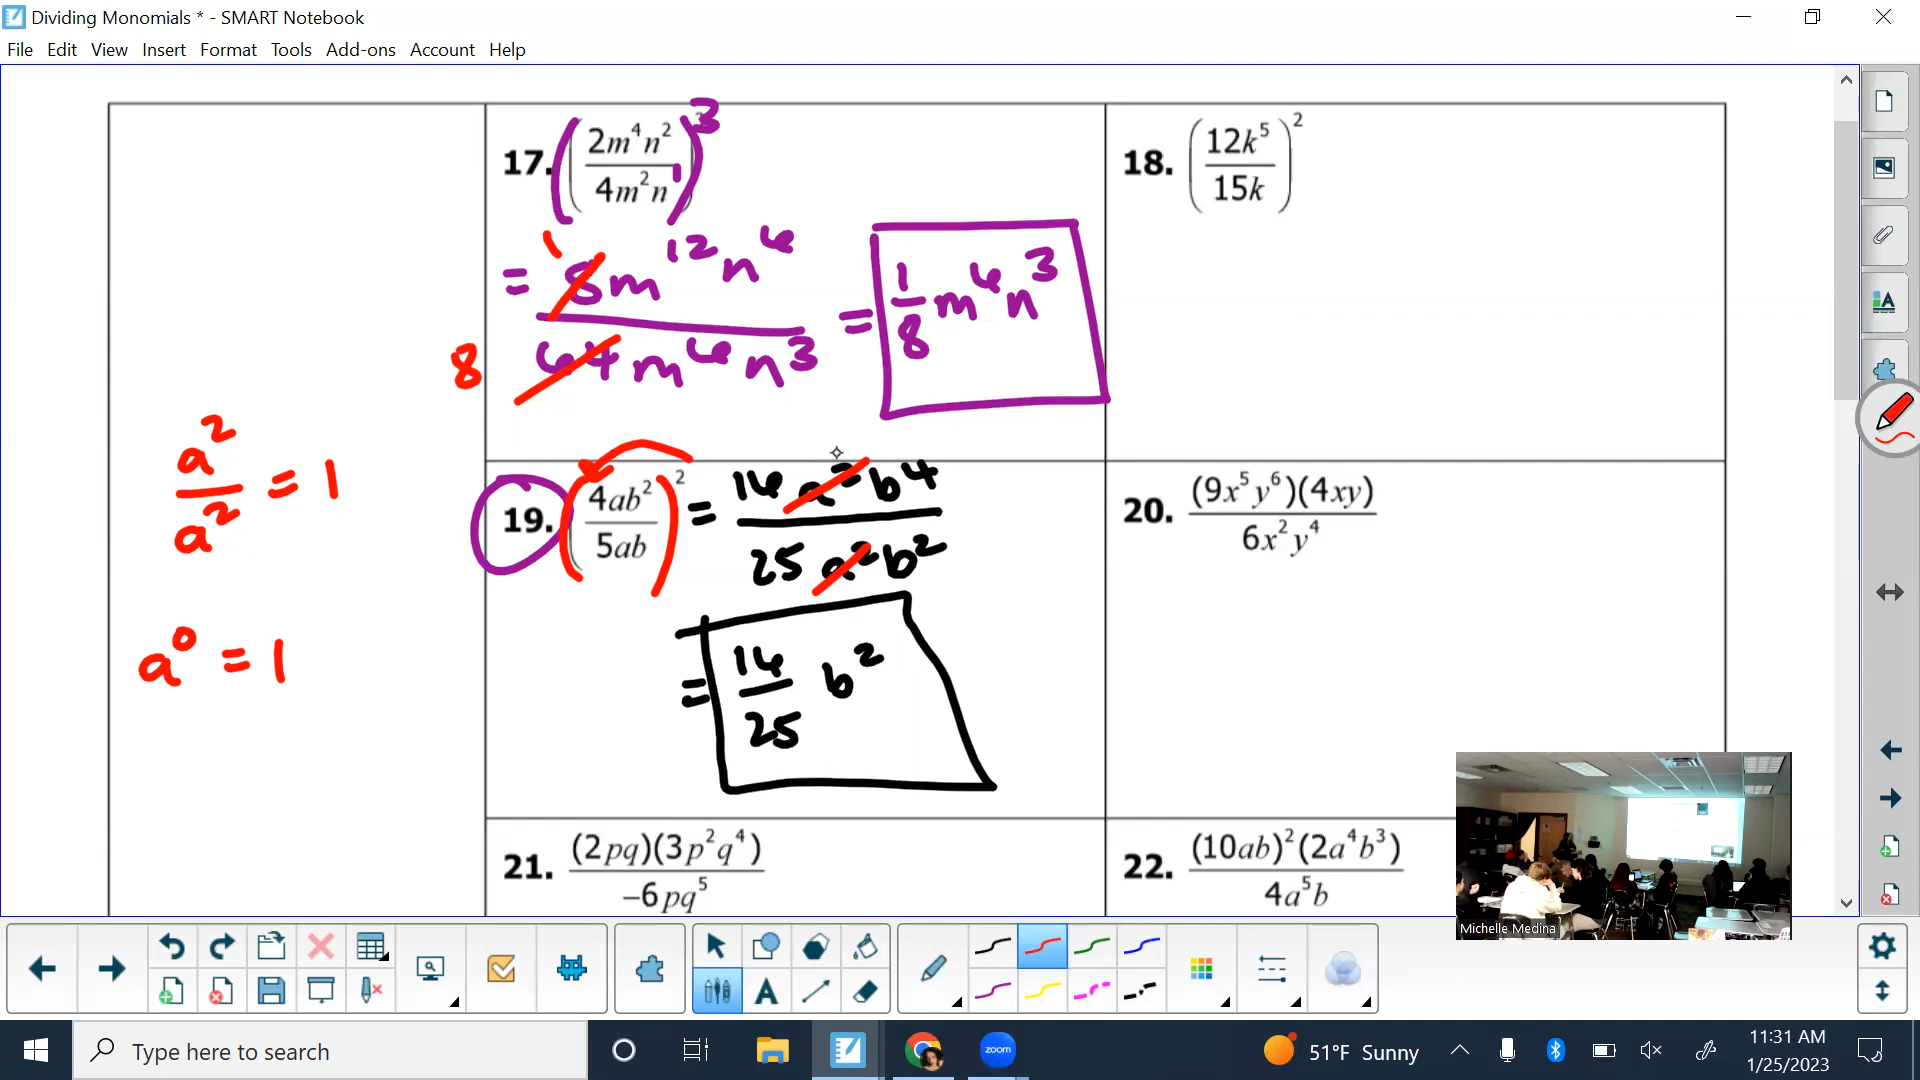 Dividing Monomials * - SMART Notebook
File Edit View Insert Format Tools Add-ons Account Help
17. (2m⁴n² / 4m²n¹)³
= 8m¹²n⁶ / 64m⁶n³ = 1/8 m⁶n³
1
8
18. (12k⁵ / 15k)²
a²/a² = 1
a⁰ = 1
19. (4ab² / 5ab)² = 16a²b⁴ / 25a²b²
= 16/25 b²
20. (9x⁵y⁶)(4xy) / 6x²y⁴
21. (2pq)(3p²q⁴) / −6pq⁵
22. (10ab)²(2a⁴b³) / 4a⁵b
Michelle Medina
Type here to search
zoom
51°F Sunny
11:31 AM
1/25/2023